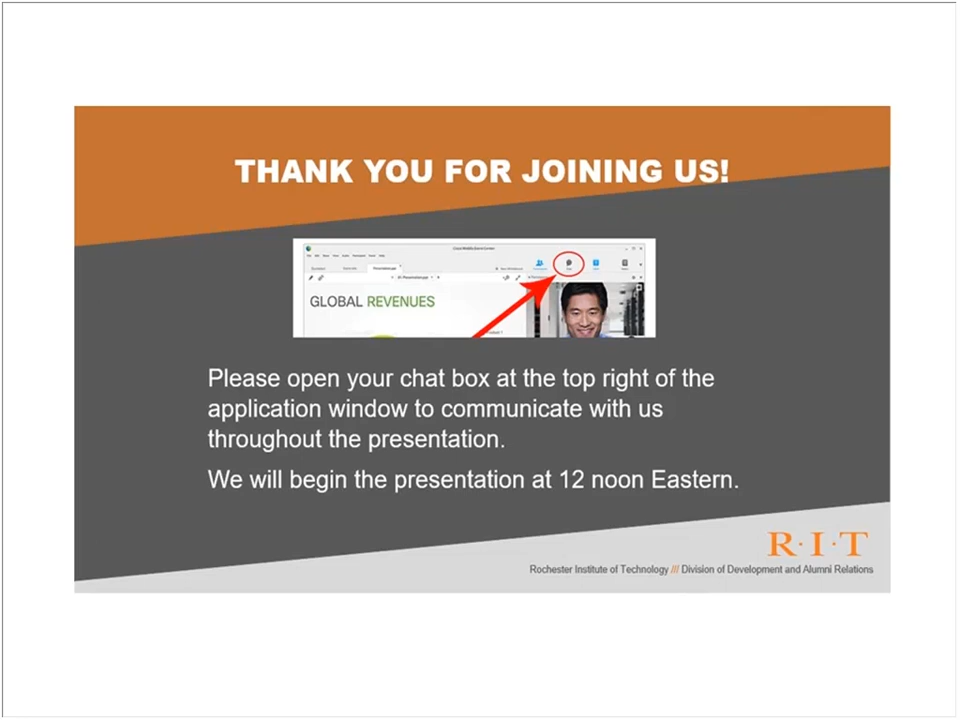 THANK YOU FOR JOINING US!
GLOBAL REVENUES
Please open your chat box at the top right of the
application window to communicate with us
throughout the presentation.
We will begin the presentation at 12 noon Eastern.
R·I·T
Rochester Institute of Technology /// Division of Development and Alumni Relations